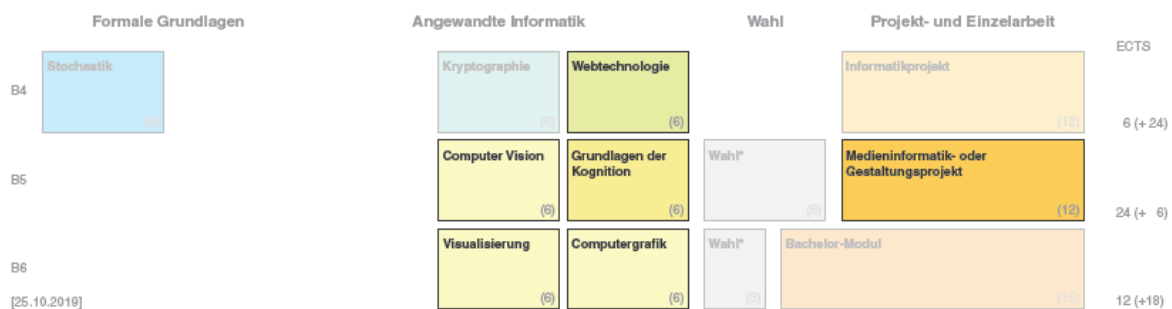 Formale Grundlagen Angewandte Informatik Wahl Projekt- und Einzelarbeit
ECTS
B4
Stochastik
(6)
Kryptographie
(6)
Webtechnologie
(6)
Informatikprojekt
(12)
6 (+ 24)
B5
Computer Vision
(6)
Grundlagen der
Kognition
(6)
Wahl*
(6)
Medieninformatik- oder
Gestaltungsprojekt
(12)
24 (+ 6)
B6
Visualisierung
(6)
Computergrafik
(6)
Wahl*
(3)
Bachelor-Modul
(15)
12 (+18)
[25.10.2019]